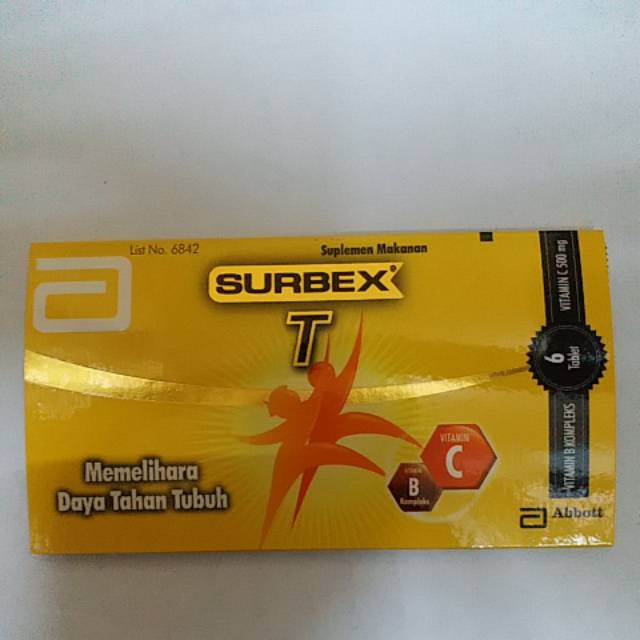 List No. 6842
Suplemen Makanan
SURBEX®
T
Memelihara
Daya Tahan Tubuh
VITAMIN
C
B
Kompleks
VITAMIN C 500 mg
6
Tablet
VITAMIN B KOMPLEKS
Abbott